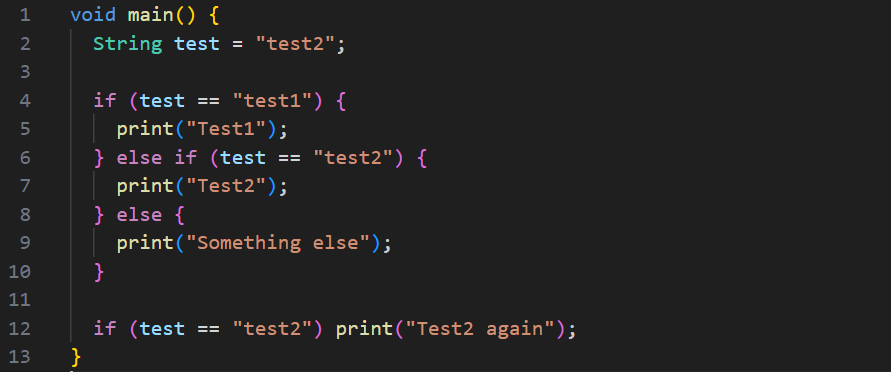 1 void main() {
2   String test = "test2";
3
4   if (test == "test1") {
5     print("Test1");
6   } else if (test == "test2") {
7     print("Test2");
8   } else {
9     print("Something else");
10   }
11
12   if (test == "test2") print("Test2 again");
13 }